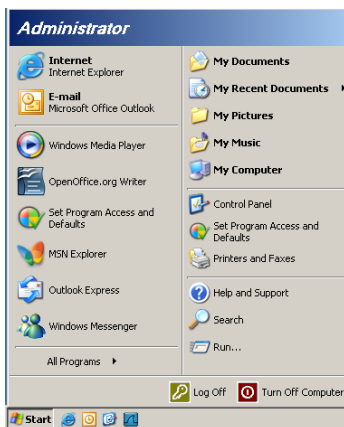 Administrator
Internet
Internet Explorer
E-mail
Microsoft Office Outlook
Windows Media Player
OpenOffice.org Writer
Set Program Access and
Defaults
MSN Explorer
Outlook Express
Windows Messenger
All Programs
My Documents
My Recent Documents
My Pictures
My Music
My Computer
Control Panel
Set Program Access and
Defaults
Printers and Faxes
Help and Support
Search
Run...
Log Off
Turn Off Computer
Start